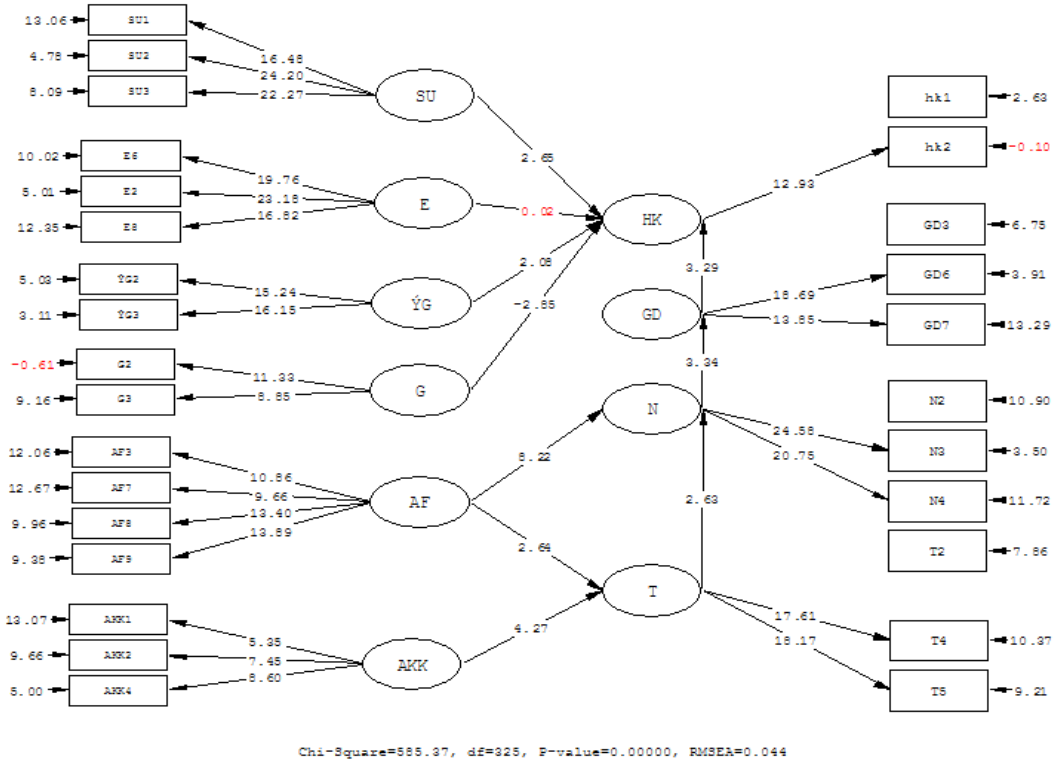 13.06 SU1
4.78 SU2
8.09 SU3
16.48
24.20
22.27
SU
10.02 E6
5.01 E2
12.35 E8
19.76
23.18
16.82
E
5.03 ÝG2
3.11 ÝG3
15.24
16.15
ÝG
-0.61 G2
9.16 G3
11.33
8.85
G
12.06 AF3
12.67 AF7
9.96 AF8
9.38 AF9
10.86
9.66
13.40
13.89
AF
13.07 AKK1
9.66 AKK2
5.00 AKK4
5.35
7.45
8.60
AKK
2.65
0.02
2.08
-2.85
8.22
2.64
4.27
HK
3.29
GD
3.34
N
2.63
T
12.93
18.69
13.85
24.58
20.75
17.61
18.17
hk1 2.63
hk2 -0.10
GD3 6.75
GD6 3.91
GD7 13.29
N2 10.90
N3 3.50
N4 11.72
T2 7.86
T4 10.37
T5 9.21
Chi-Square=585.37, df=325, P-value=0.00000, RMSEA=0.044